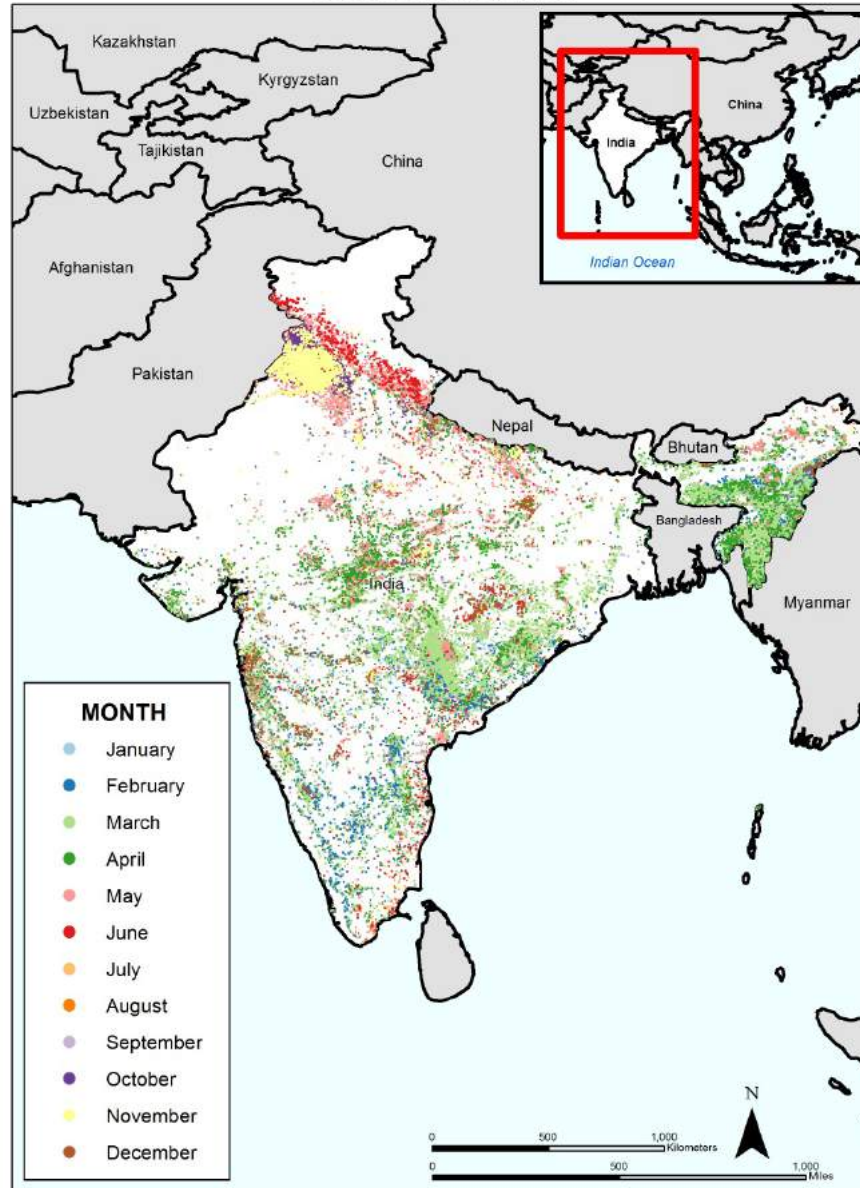 Kazakhstan
Kyrgyzstan
Uzbekistan
Tajikistan
China
Afghanistan
Pakistan
China
India
Indian Ocean
Nepal
Bhutan
Bangladesh
India
Myanmar
MONTH
January
February
March
April
May
June
July
August
September
October
November
December
N
0 500 1,000
Kilometers
0 500 1,000
Miles